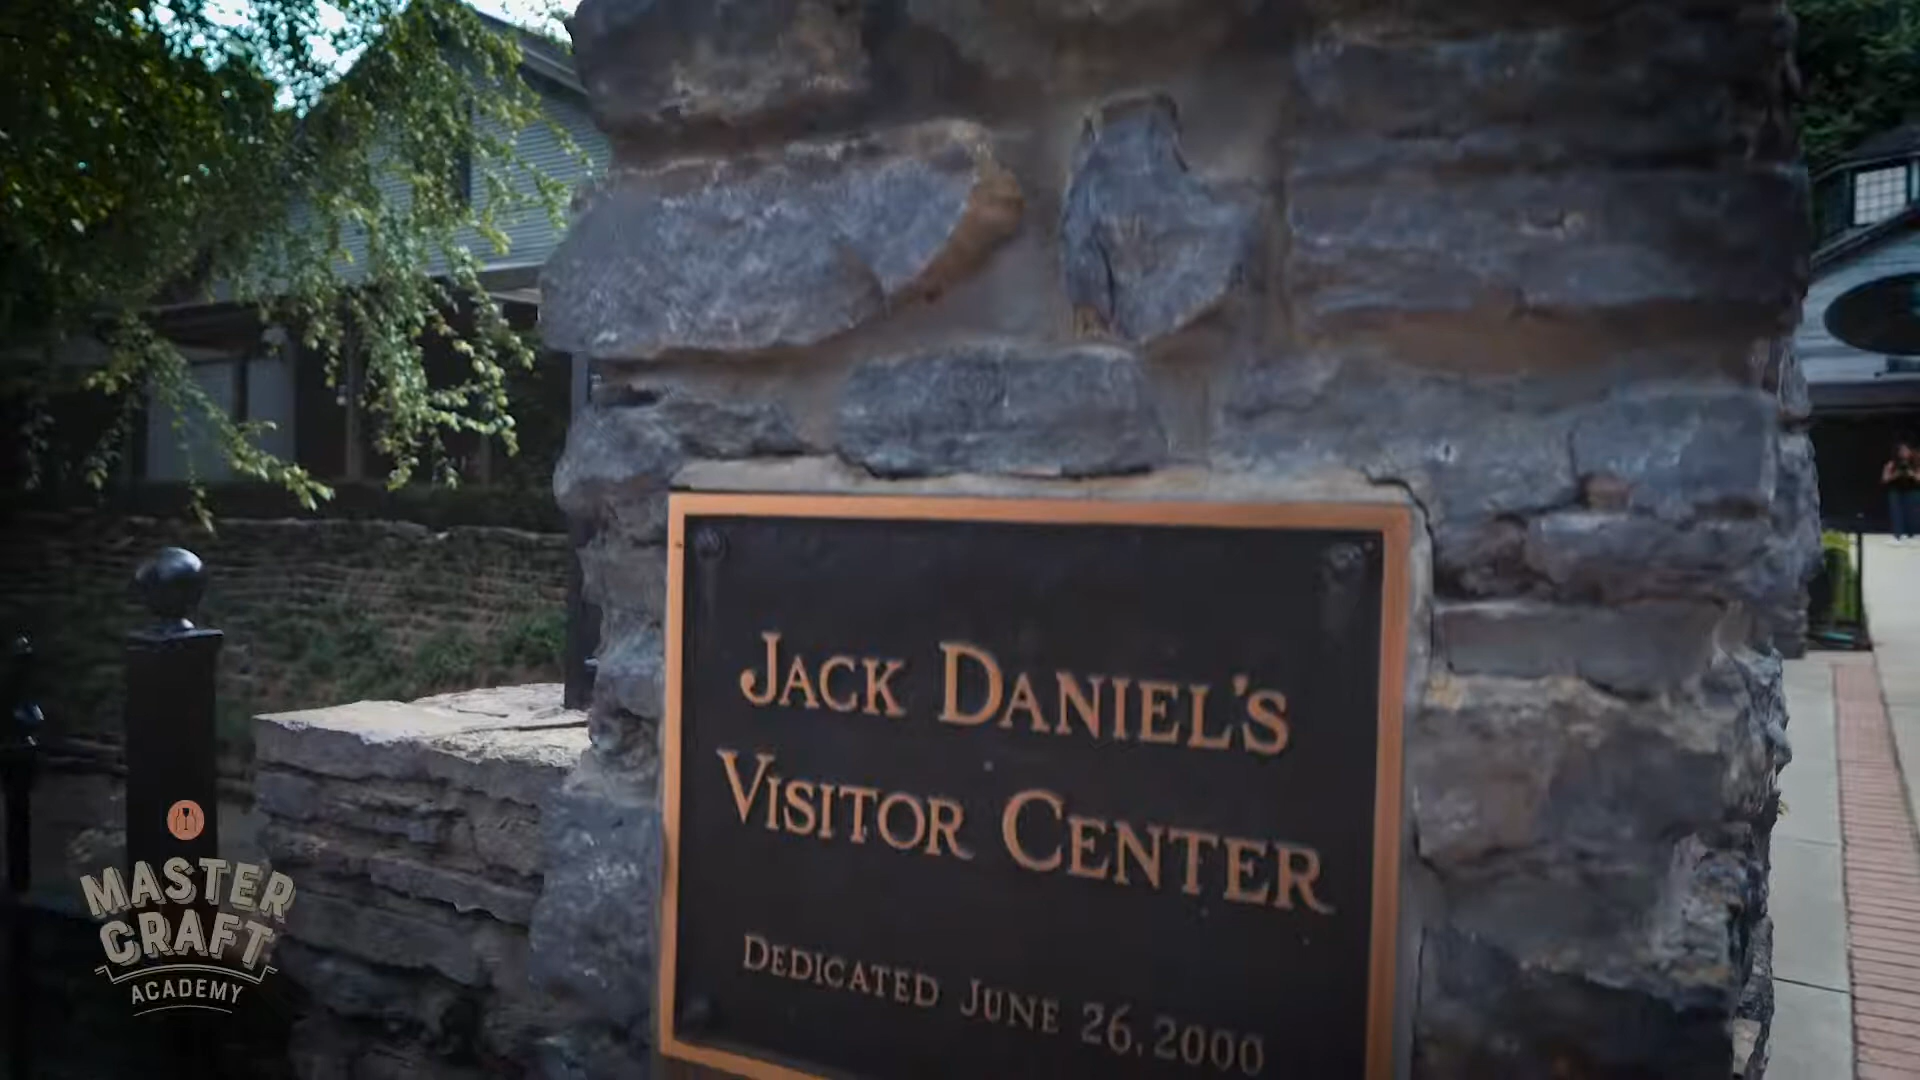 JACK DANIEL'S
VISITOR CENTER
DEDICATED JUNE 26, 2000
MASTER
CRAFT
ACADEMY